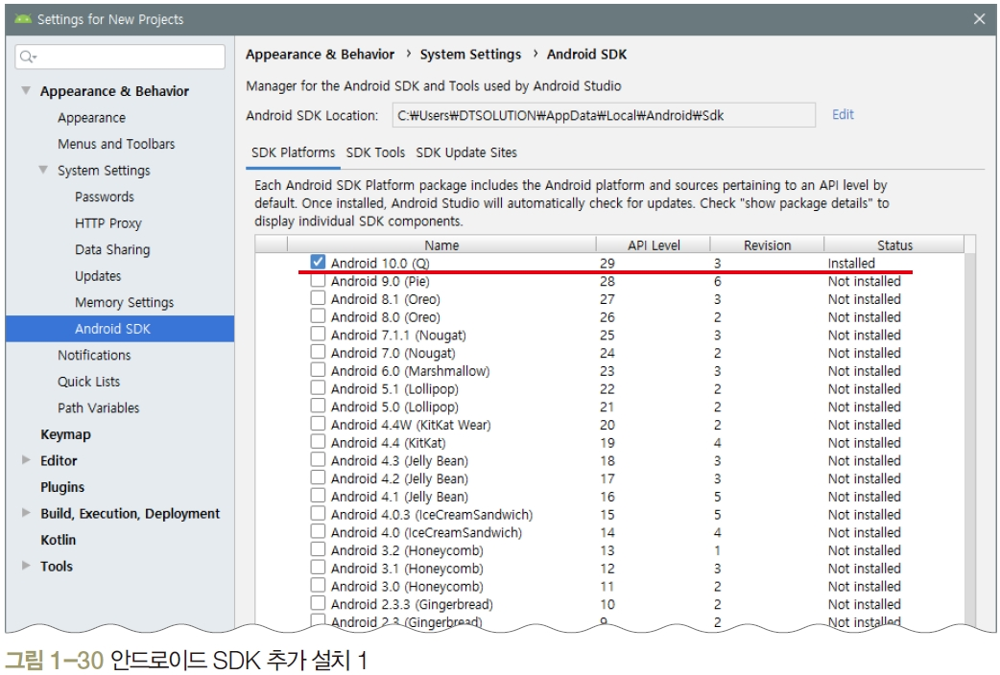 Settings for New Projects
Appearance & Behavior
Appearance
Menus and Toolbars
System Settings
Passwords
HTTP Proxy
Data Sharing
Updates
Memory Settings
Android SDK
Notifications
Quick Lists
Path Variables
Keymap
Editor
Plugins
Build, Execution, Deployment
Kotlin
Tools
Appearance & Behavior › System Settings › Android SDK
Manager for the Android SDK and Tools used by Android Studio
Android SDK Location: C:₩Users₩DTSOLUTION₩AppData₩Local₩Android₩Sdk Edit
SDK Platforms SDK Tools SDK Update Sites
Each Android SDK Platform package includes the Android platform and sources pertaining to an API level by
default. Once installed, Android Studio will automatically check for updates. Check "show package details" to
display individual SDK components.
Name API Level Revision Status
Android 10.0 (Q) 29 3 Installed
Android 9.0 (Pie) 28 6 Not installed
Android 8.1 (Oreo) 27 3 Not installed
Android 8.0 (Oreo) 26 2 Not installed
Android 7.1.1 (Nougat) 25 3 Not installed
Android 7.0 (Nougat) 24 2 Not installed
Android 6.0 (Marshmallow) 23 3 Not installed
Android 5.1 (Lollipop) 22 2 Not installed
Android 5.0 (Lollipop) 21 2 Not installed
Android 4.4W (KitKat Wear) 20 2 Not installed
Android 4.4 (KitKat) 19 4 Not installed
Android 4.3 (Jelly Bean) 18 3 Not installed
Android 4.2 (Jelly Bean) 17 3 Not installed
Android 4.1 (Jelly Bean) 16 5 Not installed
Android 4.0.3 (IceCreamSandwich) 15 5 Not installed
Android 4.0 (IceCreamSandwich) 14 4 Not installed
Android 3.2 (Honeycomb) 13 1 Not installed
Android 3.1 (Honeycomb) 12 3 Not installed
Android 3.0 (Honeycomb) 11 2 Not installed
Android 2.3.3 (Gingerbread) 10 2 Not installed
Android 2.3 (Gingerbread) 9 2 Not installed
그림 1-30 안드로이드 SDK 추가 설치 1